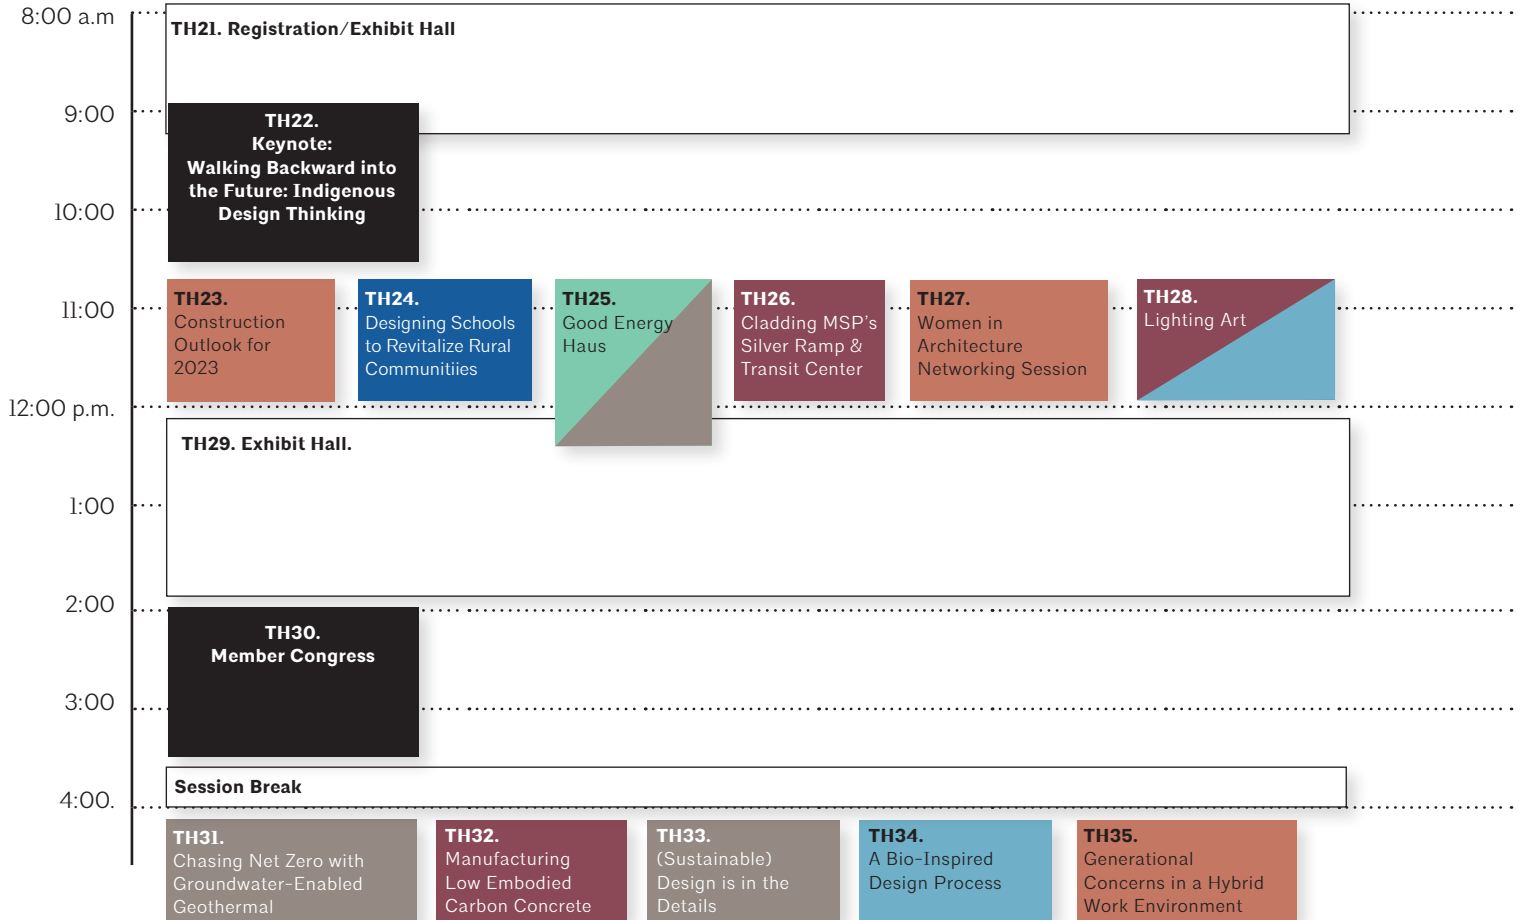 8:00 a.m
TH21. Registration/Exhibit Hall
9:00
TH22.
Keynote:
Walking Backward into
the Future: Indigenous
Design Thinking
10:00
11:00
TH23.
Construction
Outlook for
2023
TH24.
Designing Schools
to Revitalize Rural
Communitiies
TH25.
Good Energy
Haus
TH26.
Cladding MSP's
Silver Ramp &
Transit Center
TH27.
Women in
Architecture
Networking Session
TH28.
Lighting Art
12:00 p.m.
TH29. Exhibit Hall.
1:00
2:00
TH30.
Member Congress
3:00
Session Break
4:00.
TH31.
Chasing Net Zero with
Groundwater-Enabled
Geothermal
TH32.
Manufacturing
Low Embodied
Carbon Concrete
TH33.
(Sustainable)
Design is in the
Details
TH34.
A Bio-Inspired
Design Process
TH35.
Generational
Concerns in a Hybrid
Work Environment